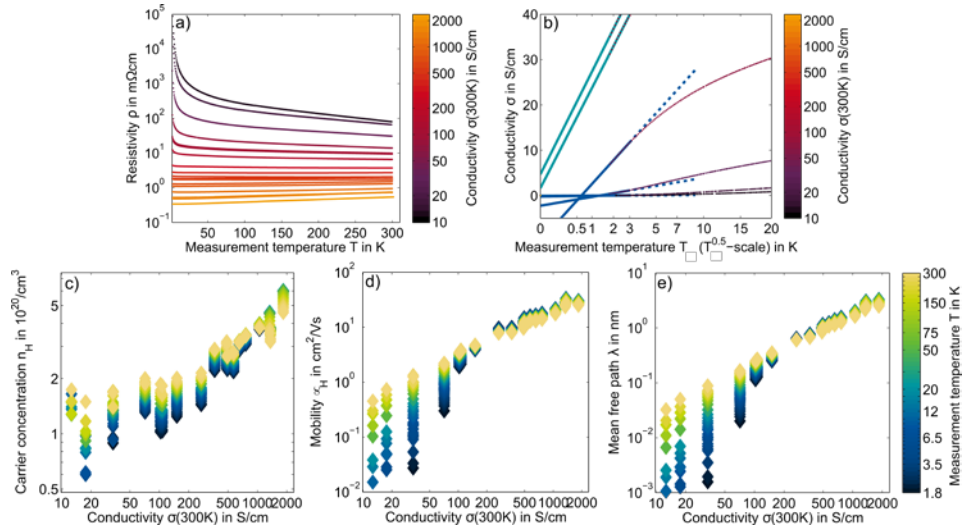 a)
10^5
10^4
10^3
10^2
10^1
10^0
10^-1
Resistivity ρ in mΩcm
50 100 150 200 250 300
Measurement temperature T in K
2000
1000
500
200
100
50
20
10
Conductivity σ(300K) in S/cm
b)
40
30
20
10
0
Conductivity σ in S/cm
0 0.5 1 2 3 5 7 10 15 20
Measurement temperature T□ (T□^0.5-scale) in K
2000
1000
500
200
100
50
20
10
Conductivity σ(300K) in S/cm
c)
5
2
1
0.5
Carrier concentration n_H in 10^20/cm^3
10 20 50 100 200 500 1000 2000
Conductivity σ(300K) in S/cm
d)
10^2
10^1
10^0
10^-1
10^-2
Mobility ∝_H in cm^2/Vs
10 20 50 100 200 500 1000 2000
Conductivity σ(300K) in S/cm
e)
10^1
10^0
10^-1
10^-2
10^-3
Mean free path λ in nm
10 20 50 100 200 500 1000 2000
Conductivity σ(300K) in S/cm
300
150
75
50
20
12
6.5
3.5
1.8
Measurement temperature T in K